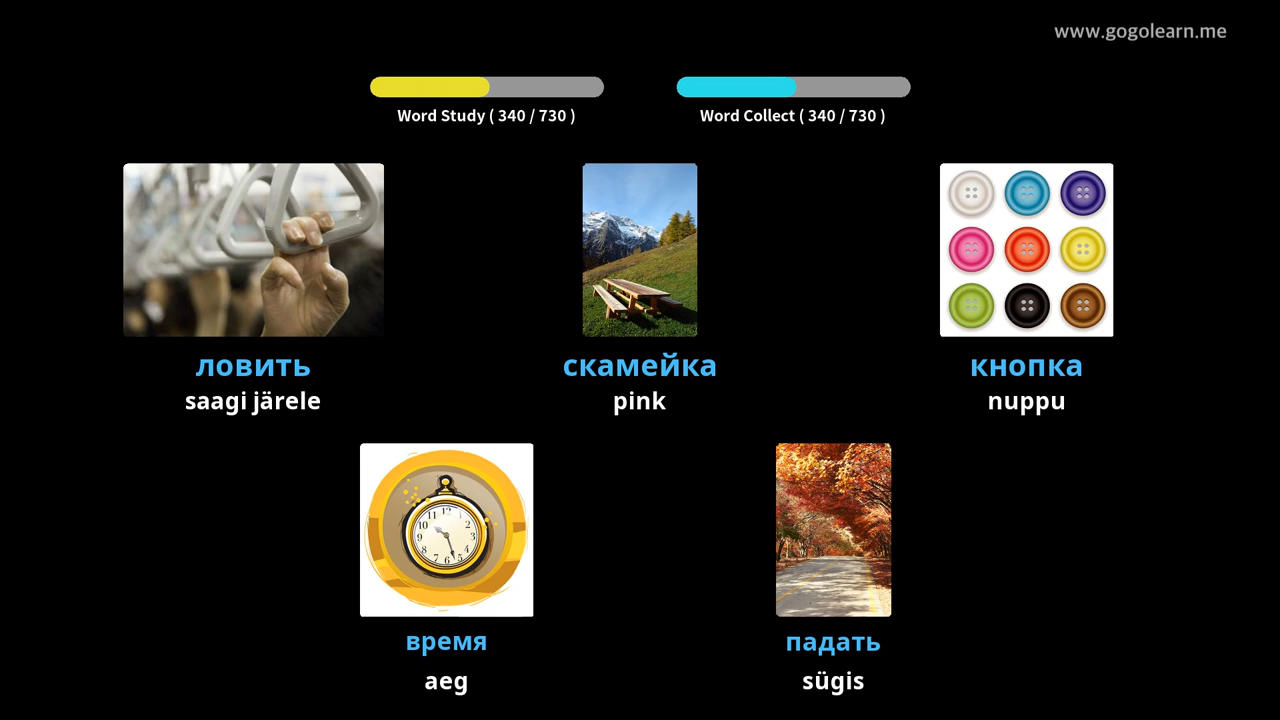 www.gogolearn.me
Word Study ( 340 / 730 )
Word Collect ( 340 / 730 )
ловить
saagi järele
скамейка
pink
кнопка
nuppu
время
aeg
падать
sügis